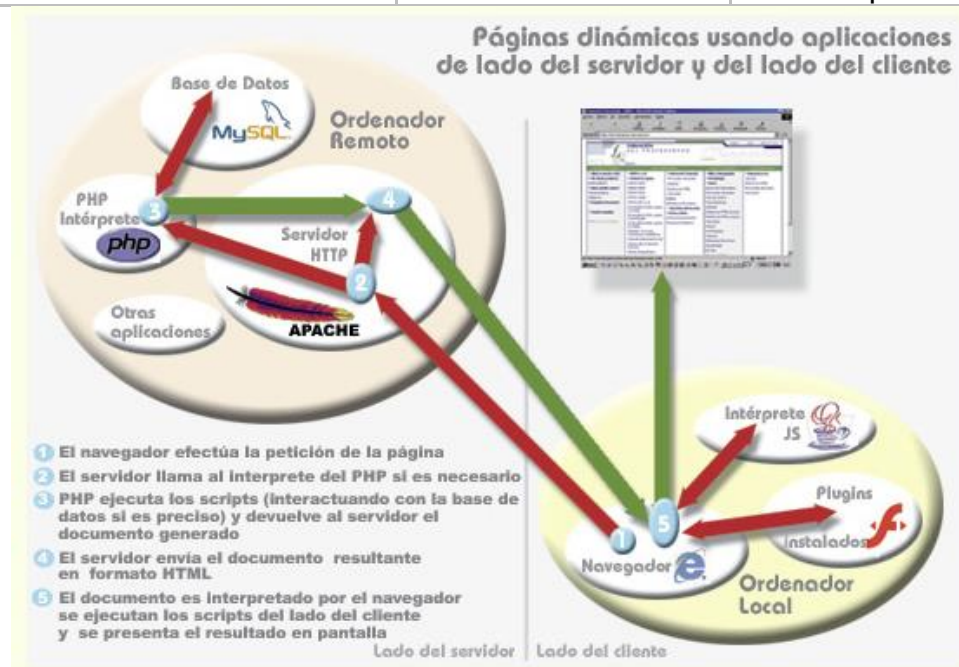 Páginas dinámicas usando aplicaciones
de lado del servidor y del lado del cliente
Base de Datos
MySQL
Ordenador
Remoto
PHP
Intérprete
3
php
4
Servidor
HTTP
2
APACHE
Otras
aplicaciones
1 El navegador efectúa la petición de la página
2 El servidor llama al interprete del PHP si es necesario
3 PHP ejecuta los scripts (interactuando con la base de
datos si es preciso) y devuelve al servidor el
documento generado
4 El servidor envía el documento resultante
en formato HTML
5 El documento es interpretado por el navegador
se ejecutan los scripts del lado del cliente
y se presenta el resultado en pantalla
Intérprete
JS
Plugins
Instalados
1
5
Navegador
Ordenador
Local
Lado del servidor
Lado del cliente